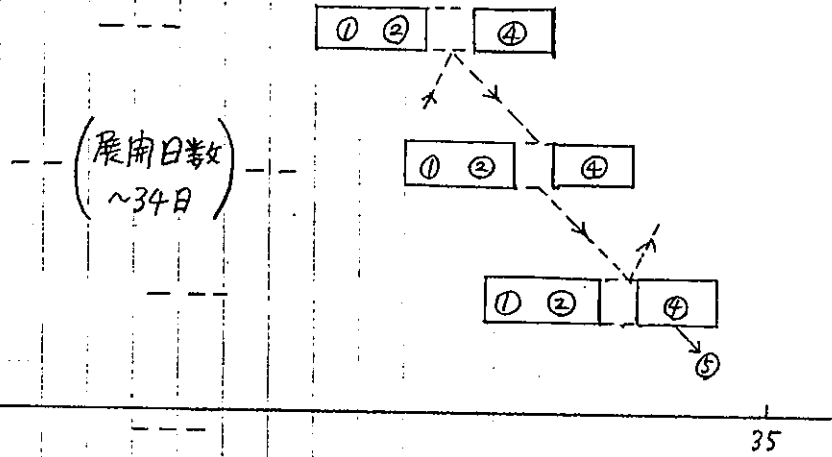 ① ② ④
展開日数
~34日
① ② ④
① ② ④
⑤
35